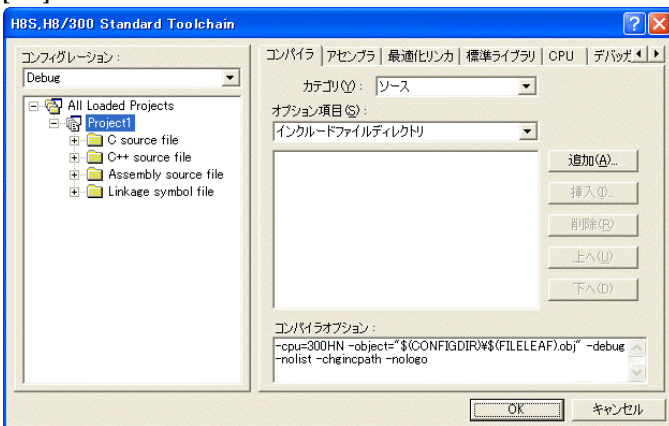 H8S,H8/300 Standard Toolchain
コンフィグレーション :
Debug
All Loaded Projects
Project1
C source file
C++ source file
Assembly source file
Linkage symbol file
コンパイラ アセンブラ 最適化リンカ 標準ライブラリ CPU デバッガ
カテゴリ(Y) : ソース
オプション項目(S) :
インクルードファイルディレクトリ
追加(A)...
挿入(I)...
削除(R)
上へ(U)
下へ(D)
コンパイラオプション :
-cpu=300HN -object="$(CONFIGDIR)¥$(FILELEAF).obj" -debug
-nolist -chgincpath -nologo
OK キャンセル